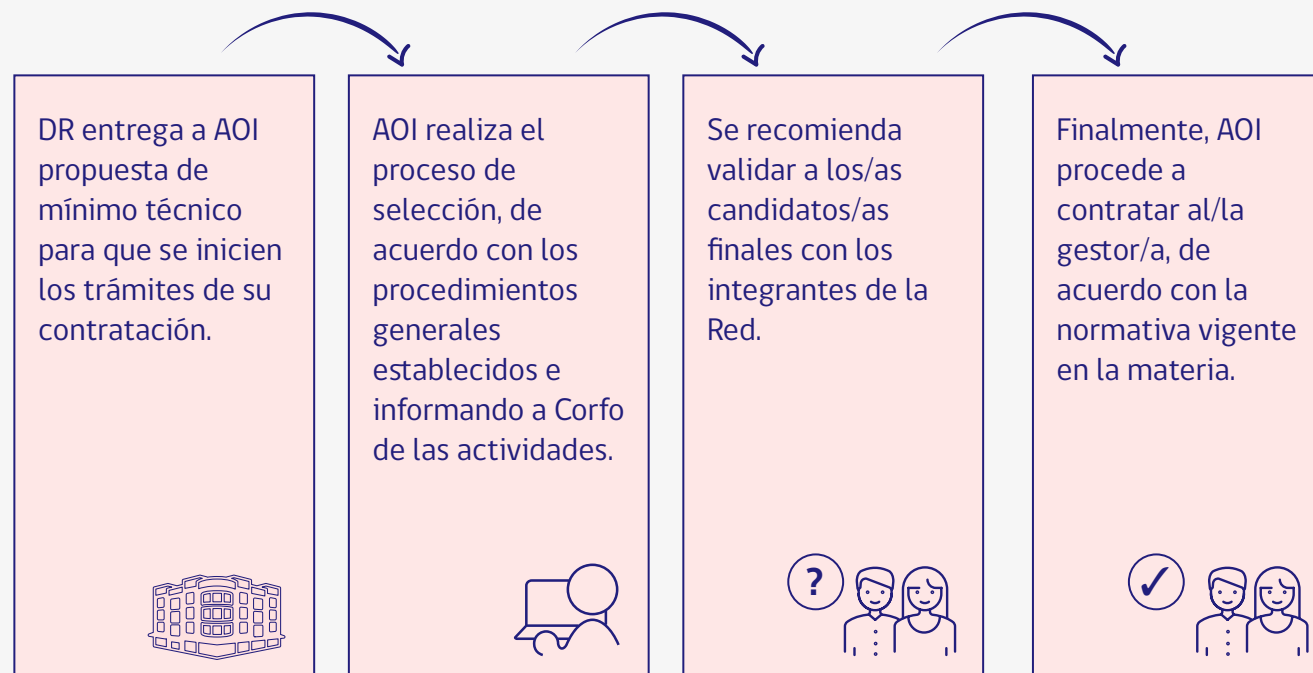 DR entrega a AOI
propuesta de
mínimo técnico
para que se inicien
los trámites de su
contratación.
AOI realiza el
proceso de
selección, de
acuerdo con los
procedimientos
generales
establecidos e
informando a Corfo
de las actividades.
Se recomienda
validar a los/as
candidatos/as
finales con los
integrantes de la
Red.
?
Finalmente, AOI
procede a
contratar al/la
gestor/a, de
acuerdo con la
normativa vigente
en la materia.